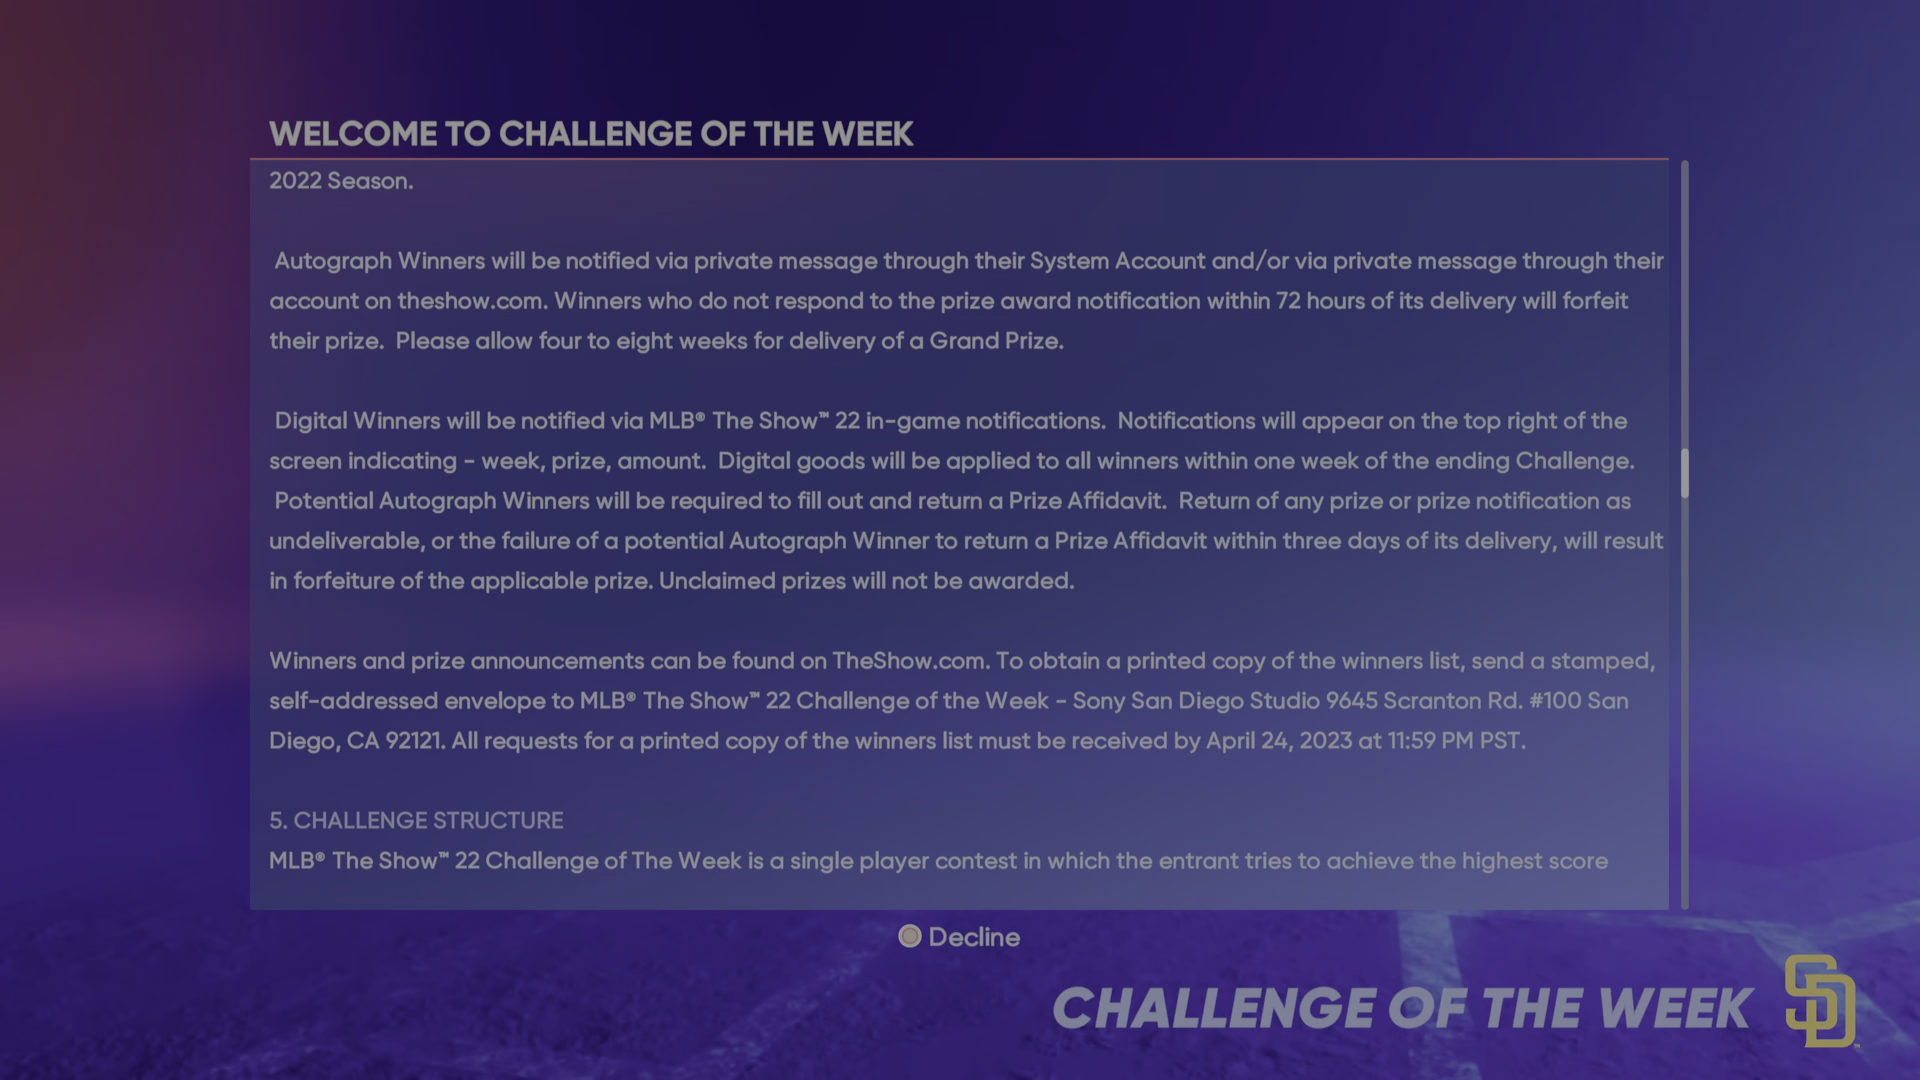 WELCOME TO CHALLENGE OF THE WEEK
2022 Season.
Autograph Winners will be notified via private message through their System Account and/or via private message through their
account on theshow.com. Winners who do not respond to the prize award notification within 72 hours of its delivery will forfeit
their prize.  Please allow four to eight weeks for delivery of a Grand Prize.
Digital Winners will be notified via MLB® The Show™ 22 in-game notifications.  Notifications will appear on the top right of the
screen indicating - week, prize, amount.  Digital goods will be applied to all winners within one week of the ending Challenge.
Potential Autograph Winners will be required to fill out and return a Prize Affidavit.  Return of any prize or prize notification as
undeliverable, or the failure of a potential Autograph Winner to return a Prize Affidavit within three days of its delivery, will result
in forfeiture of the applicable prize. Unclaimed prizes will not be awarded.
Winners and prize announcements can be found on TheShow.com. To obtain a printed copy of the winners list, send a stamped,
self-addressed envelope to MLB® The Show™ 22 Challenge of the Week - Sony San Diego Studio 9645 Scranton Rd. #100 San
Diego, CA 92121. All requests for a printed copy of the winners list must be received by April 24, 2023 at 11:59 PM PST.
5. CHALLENGE STRUCTURE
MLB® The Show™ 22 Challenge of The Week is a single player contest in which the entrant tries to achieve the highest score
Decline
CHALLENGE OF THE WEEK
SD